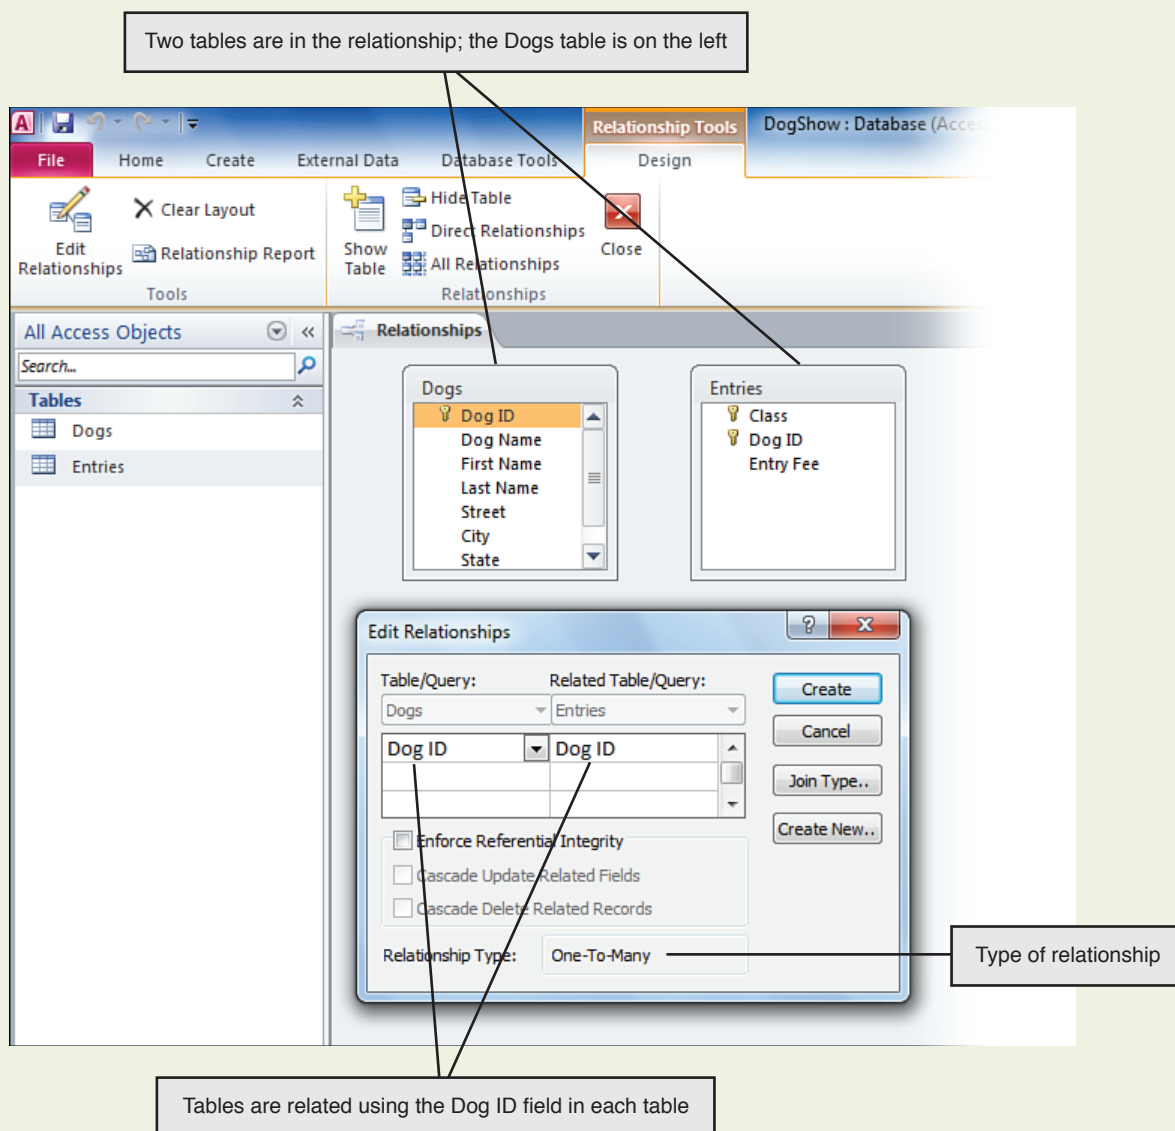 Two tables are in the relationship; the Dogs table is on the left
A
Relationship Tools
DogShow : Database (Access
File Home Create External Data Database Tools Design
Edit Relationships
Clear Layout
Relationship Report
Tools
Show Table
Hide Table
Direct Relationships
All Relationships
Relationships
Close
All Access Objects
Search...
Tables
Dogs
Entries
Relationships
Dogs
Dog ID
Dog Name
First Name
Last Name
Street
City
State
Entries
Class
Dog ID
Entry Fee
Edit Relationships
Table/Query: Related Table/Query:
Dogs Entries
Dog ID Dog ID
Create
Cancel
Join Type..
Create New..
Enforce Referential Integrity
Cascade Update Related Fields
Cascade Delete Related Records
Relationship Type: One-To-Many
Type of relationship
Tables are related using the Dog ID field in each table